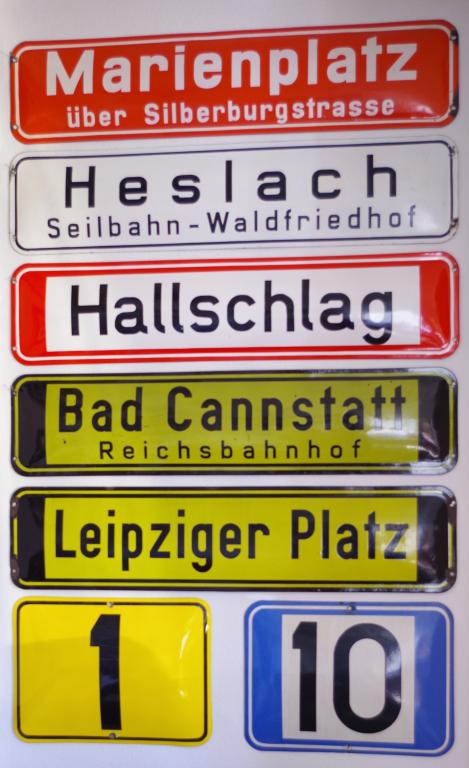 Marienplatz
über Silberburgstrasse
Heslach
Seilbahn-Waldfriedhof
Hallschlag
Bad Cannstatt
Reichsbahnhof
Leipziger Platz
1
10